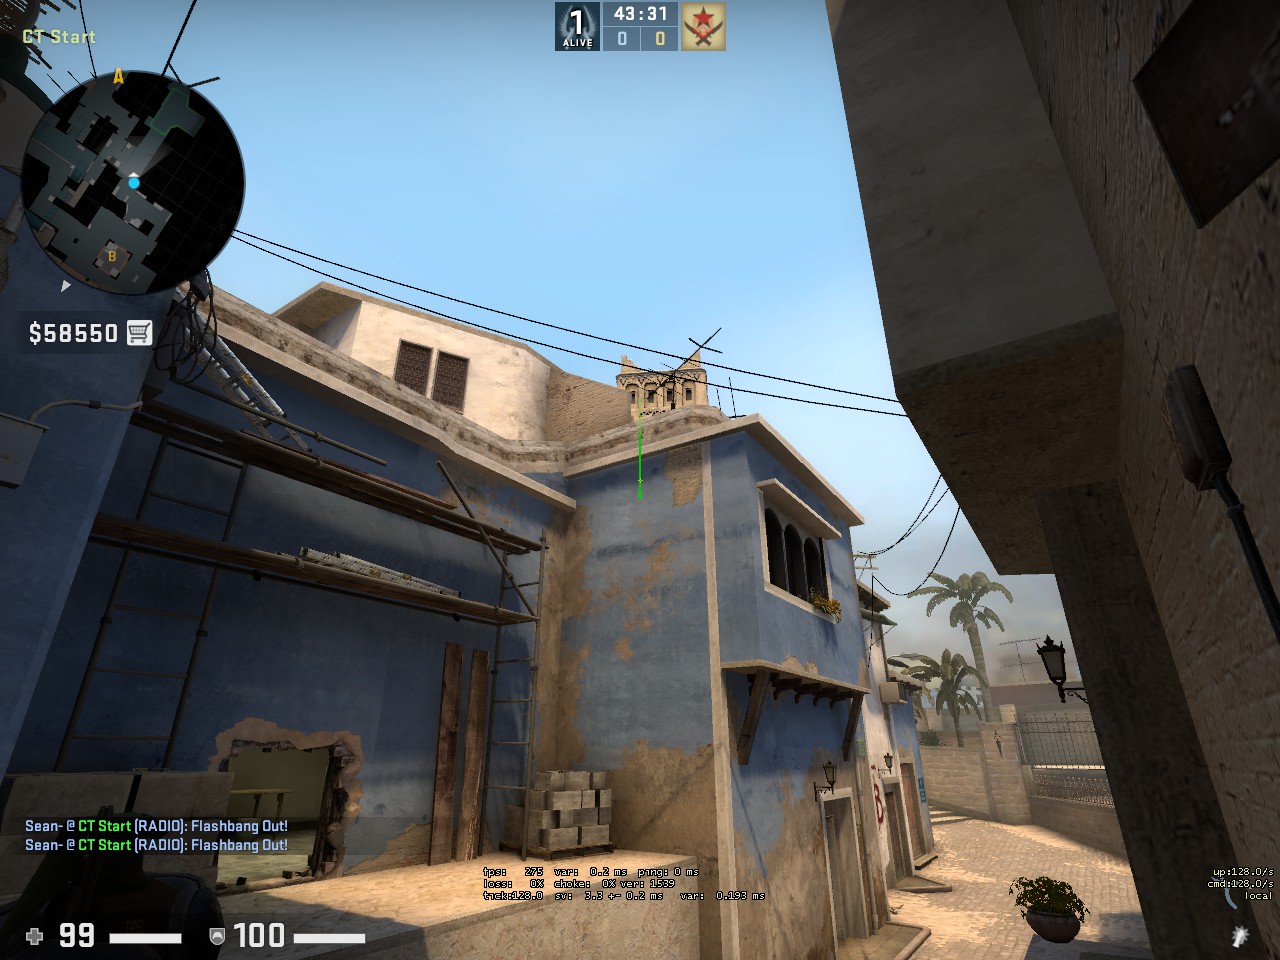 CT Start
1
ALIVE
43:31
0 0
A
B
$58550
B
Sean- @ CT Start (RADIO): Flashbang Out!
Sean- @ CT Start (RADIO): Flashbang Out!
fps: 275 var: 0.2 ms ping: 0 ms
loss: 0% choke: 0% ver: 1539
tick:128.0 sv: 3.3 +- 0.2 ms var: 0.193 ms
up:128.0/s
cmd:128.0/s
local
99
100